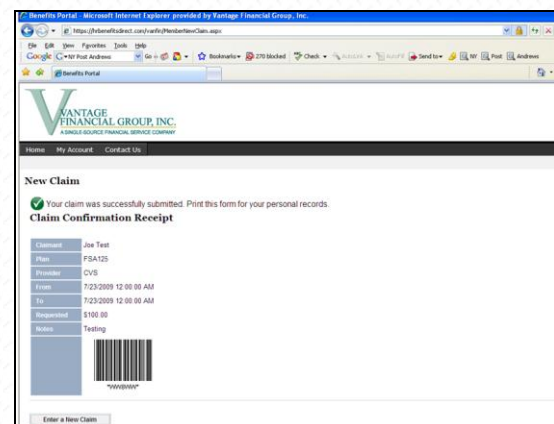 Benefits Portal - Microsoft Internet Explorer provided by Vantage Financial Group, Inc.
https://hrbenefitsdirect.com/vanfin/MemberNewClaim.aspx
File Edit View Favorites Tools Help
Google NY Post Andrews Go Bookmarks 270 blocked Check Send to NY Post Andrews
Benefits Portal
VANTAGE
FINANCIAL GROUP, INC.
A SINGLE-SOURCE FINANCIAL SERVICE COMPANY
Home My Account Contact Us
New Claim
Your claim was successfully submitted. Print this form for your personal records.
Claim Confirmation Receipt
Claimant Joe Test
Plan FSA125
Provider CVS
From 7/23/2009 12:00:00 AM
To 7/23/2009 12:00:00 AM
Requested $100.00
Notes Testing
Enter a New Claim